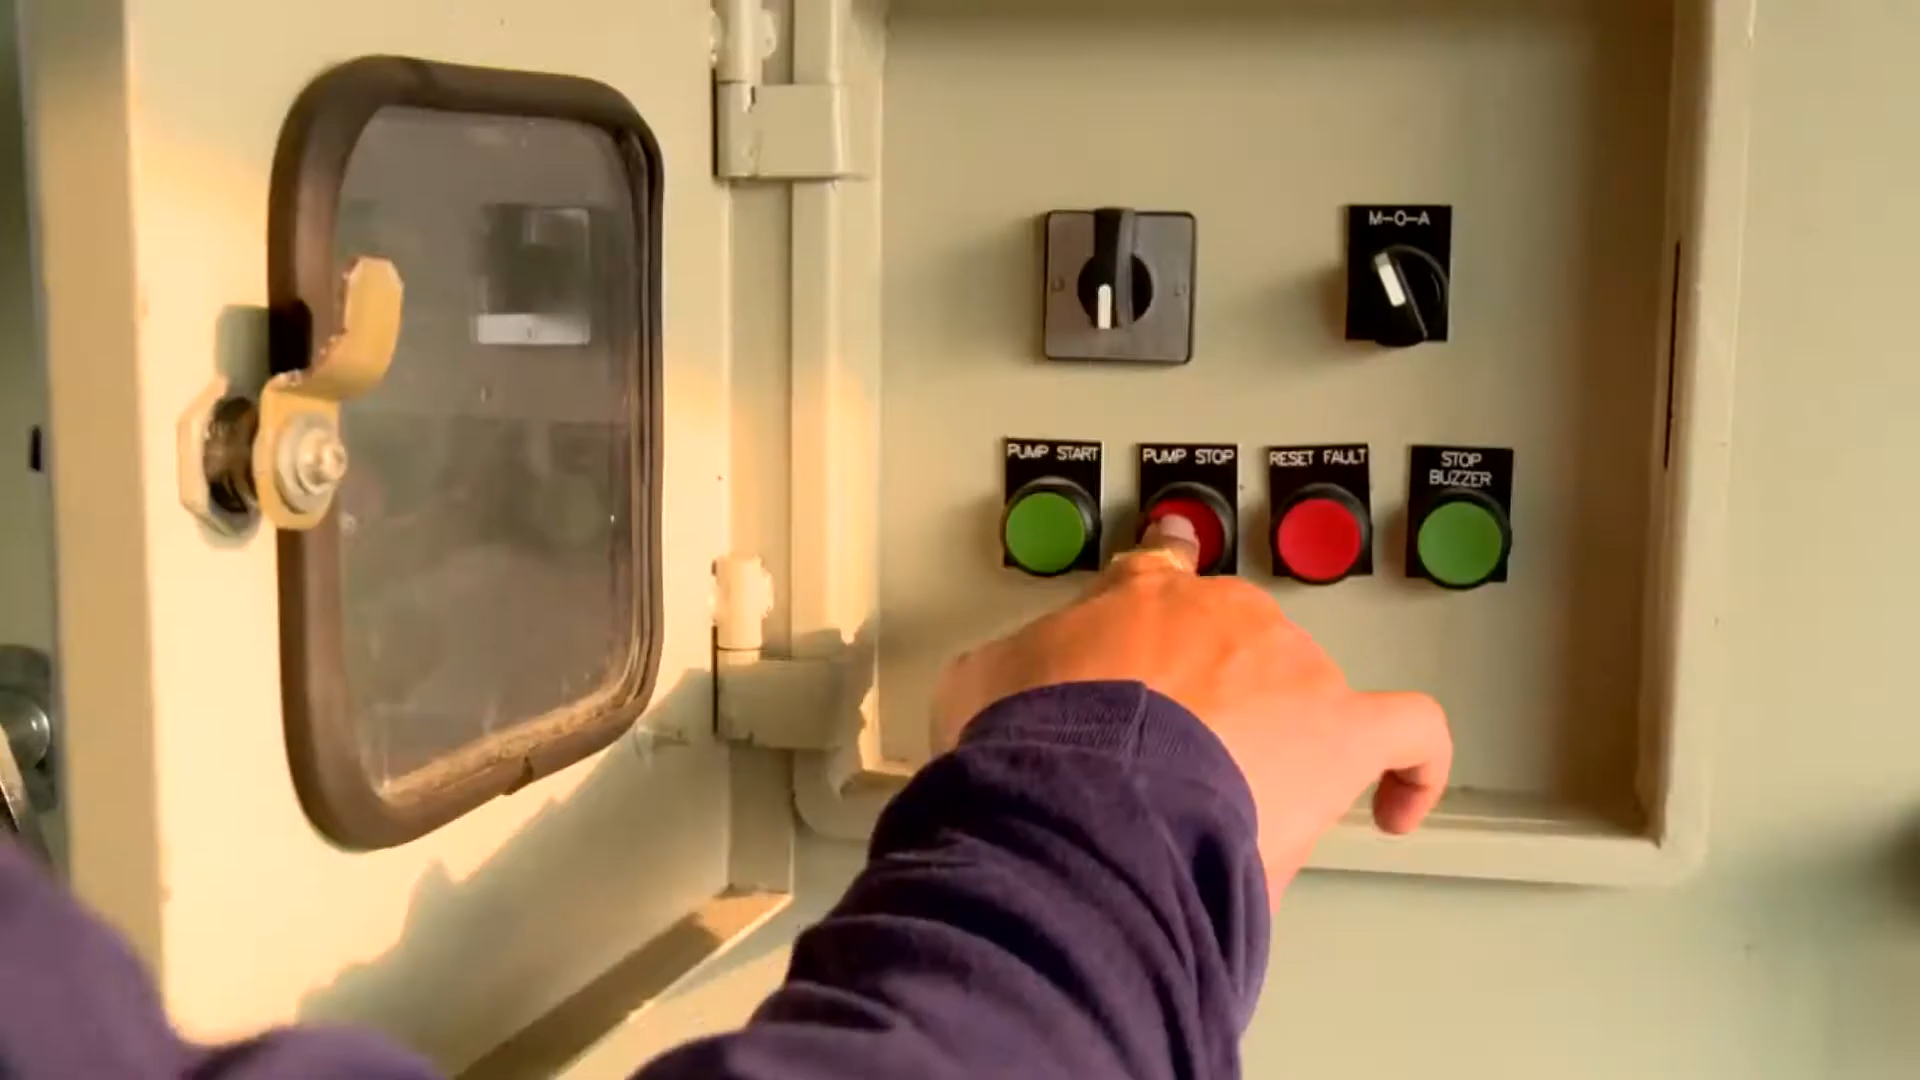 M-O-A
PUMP START
PUMP STOP
RESET FAULT
STOP
BUZZER